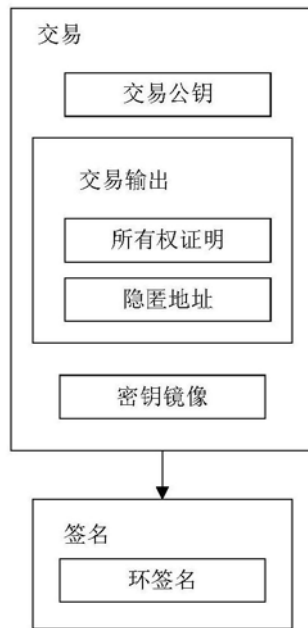 交易
交易公钥
交易输出
所有权证明
隐匿地址
密钥镜像
签名
环签名